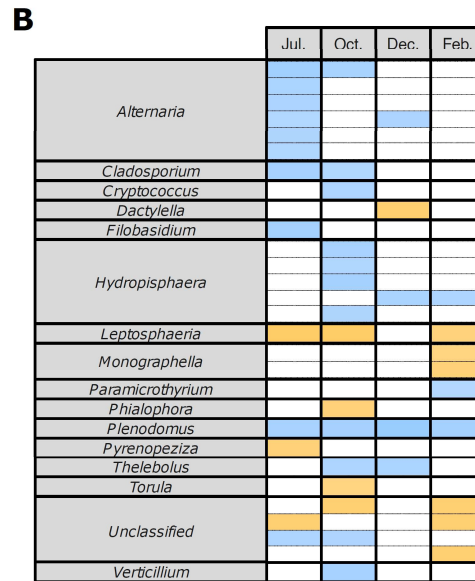 B
Jul. Oct. Dec. Feb.
Alternaria
Cladosporium
Cryptococcus
Dactylella
Filobasidium
Hydropisphaera
Leptosphaeria
Monographella
Paramicrothyrium
Phialophora
Plenodomus
Pyrenopeziza
Thelebolus
Torula
Unclassified
Verticillium